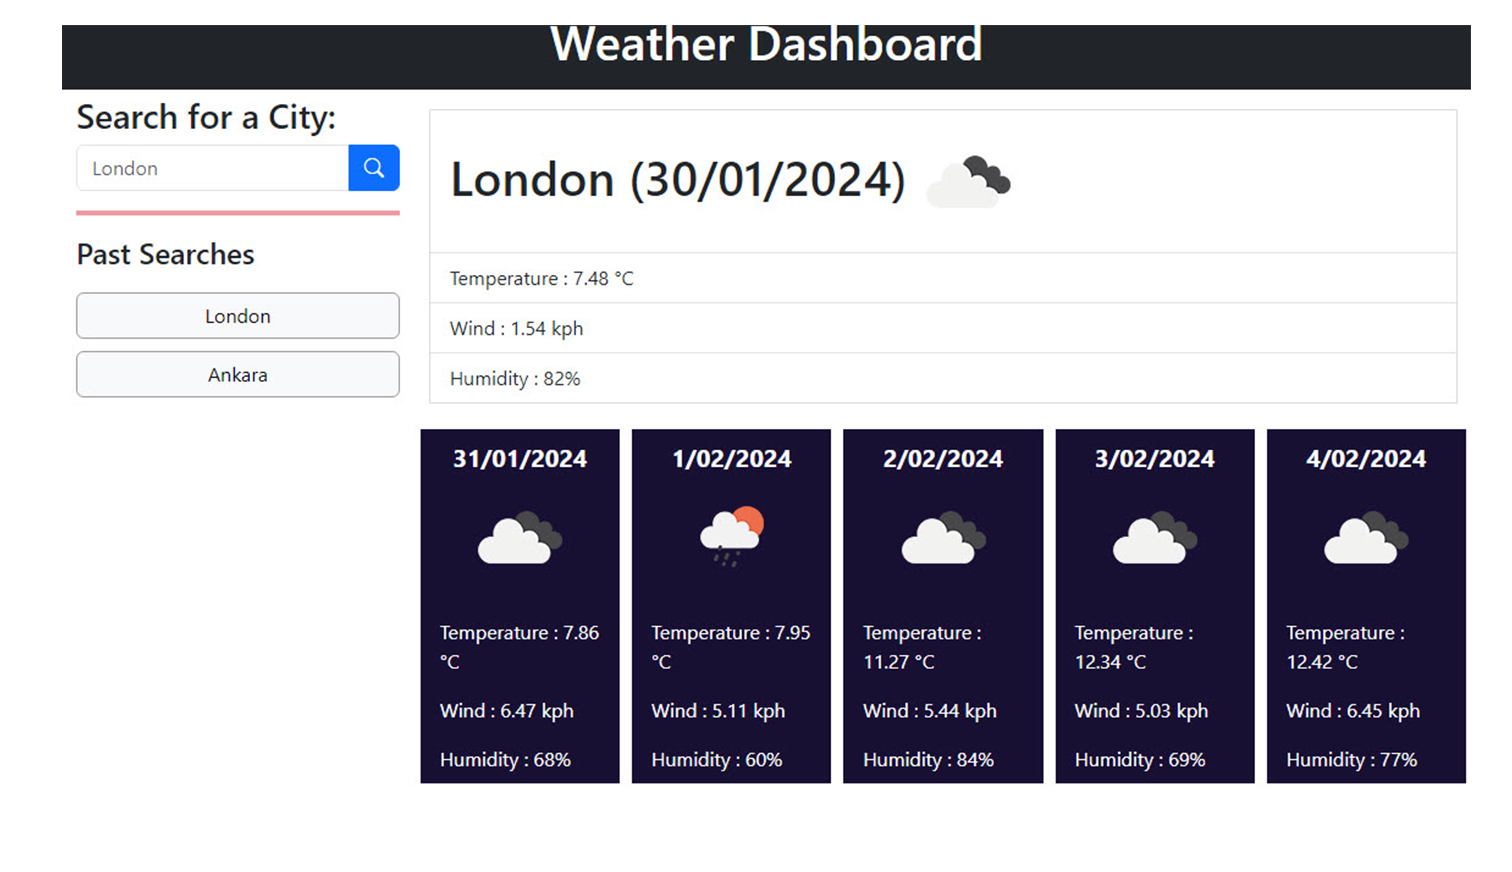 Weather Dashboard
Search for a City:
London
Past Searches
London
Ankara
London (30/01/2024)
Temperature : 7.48 °C
Wind : 1.54 kph
Humidity : 82%
31/01/2024
Temperature : 7.86
°C
Wind : 6.47 kph
Humidity : 68%
1/02/2024
Temperature : 7.95
°C
Wind : 5.11 kph
Humidity : 60%
2/02/2024
Temperature :
11.27 °C
Wind : 5.44 kph
Humidity : 84%
3/02/2024
Temperature :
12.34 °C
Wind : 5.03 kph
Humidity : 69%
4/02/2024
Temperature :
12.42 °C
Wind : 6.45 kph
Humidity : 77%